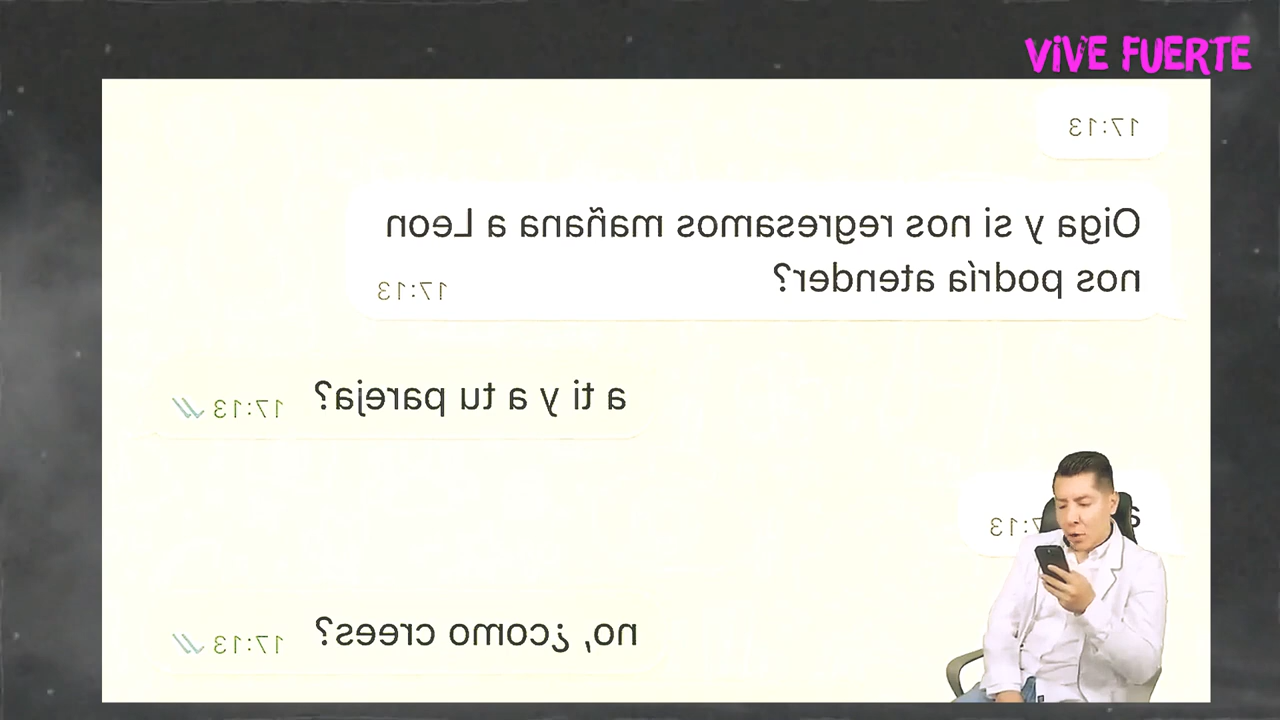 VIVE FUERTE
17:13
Oiga y si nos regresamos mañana a Leon
nos podría atender?
17:13
a ti y a tu pareja?
17:13
17:13
no, ¿como crees?
17:13